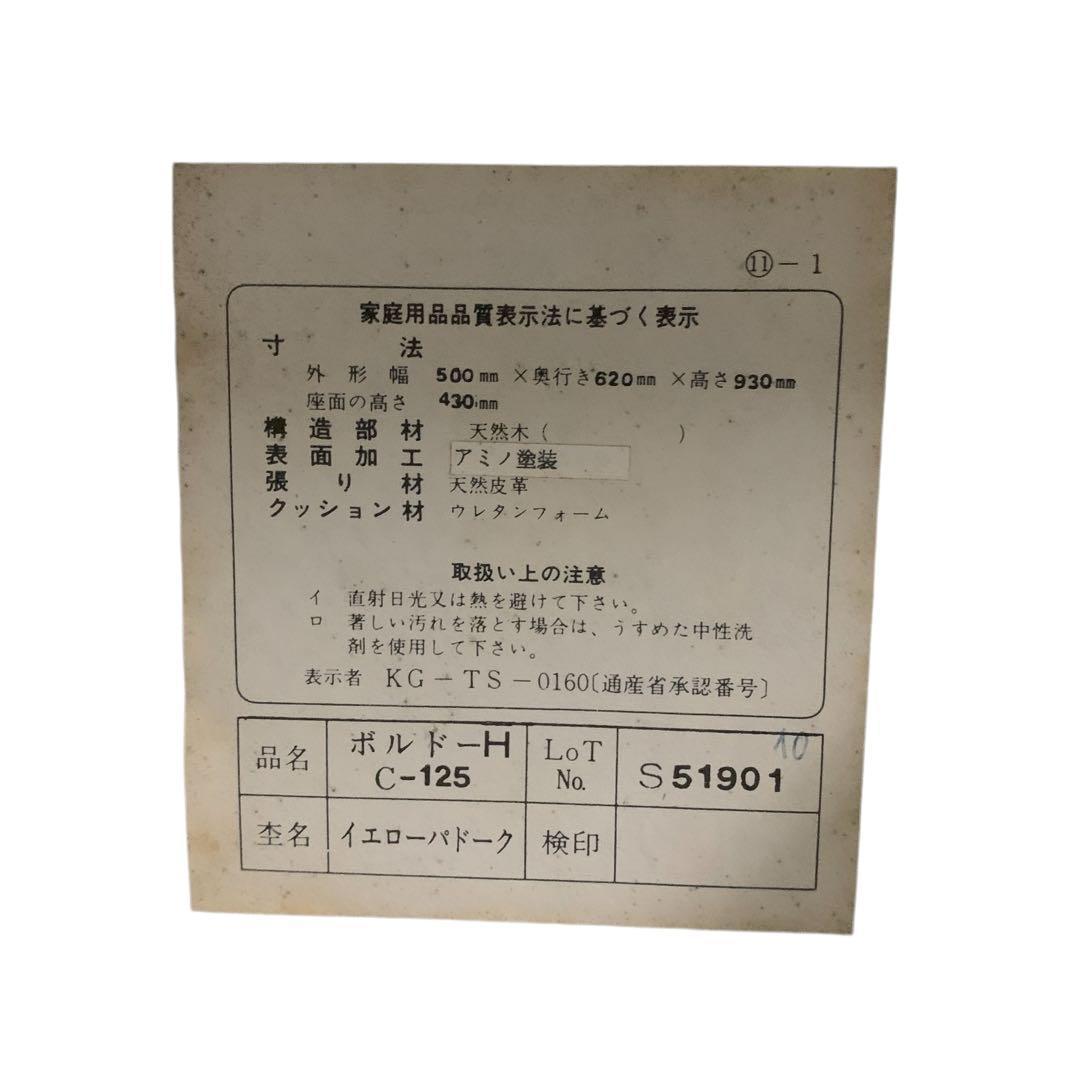 ⑪－1
家庭用品品質表示法に基づく表示
寸法
外形幅 500mm ×奥行き620mm ×高さ930mm
座面の高さ 430mm
構造部材 天然木（ ）
表面加工 アミノ塗装
張り材 天然皮革
クッション材 ウレタンフォーム
取扱い上の注意
イ 直射日光又は熱を避けて下さい。
ロ 著しい汚れを落とす場合は、うすめた中性洗
剤を使用して下さい。
表示者 KG－TS－0160〔通産省承認番号〕
10
品名 ボルドーH LoT S51901
C-125 No.
杢名 イエローパドーク 検印